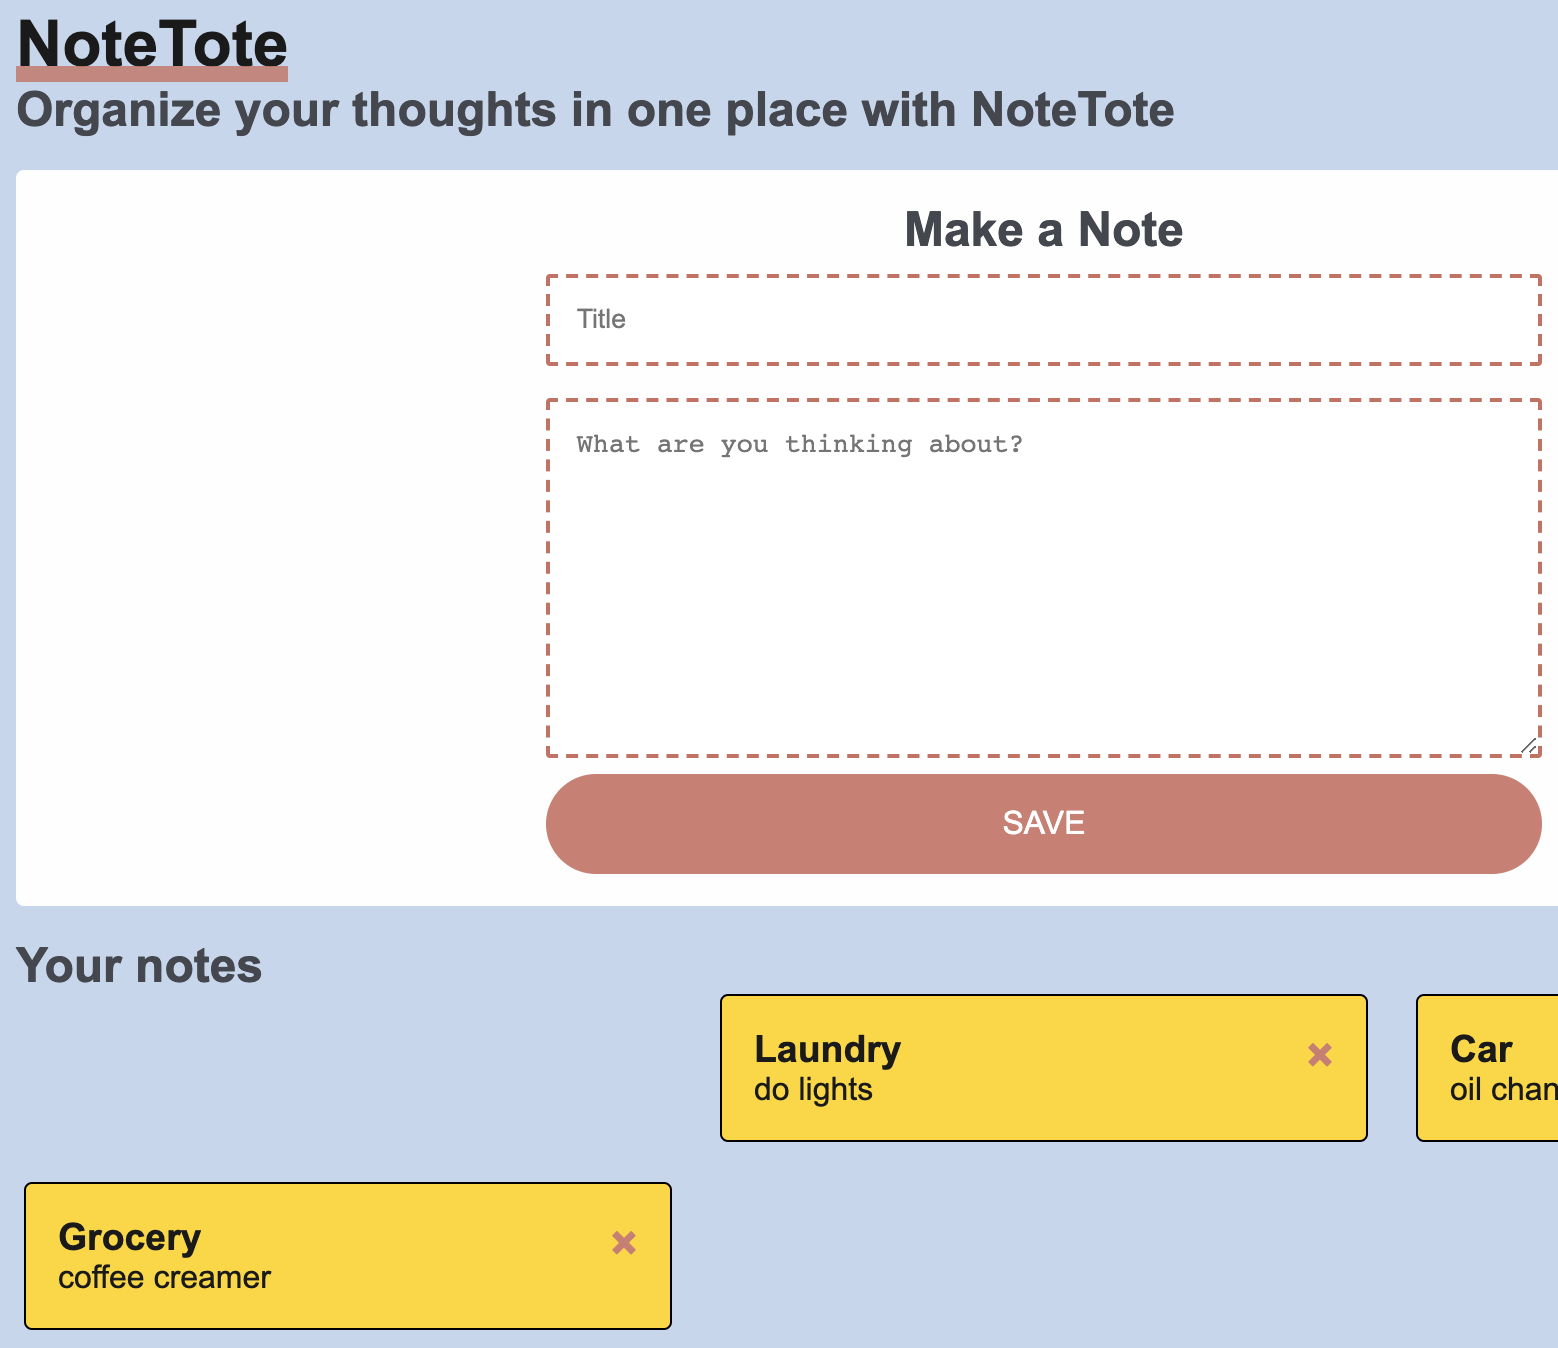 NoteTote
Organize your thoughts in one place with NoteTote
Make a Note
Title
What are you thinking about?
SAVE
Your notes
Laundry
do lights
Car
oil chan
Grocery
coffee creamer